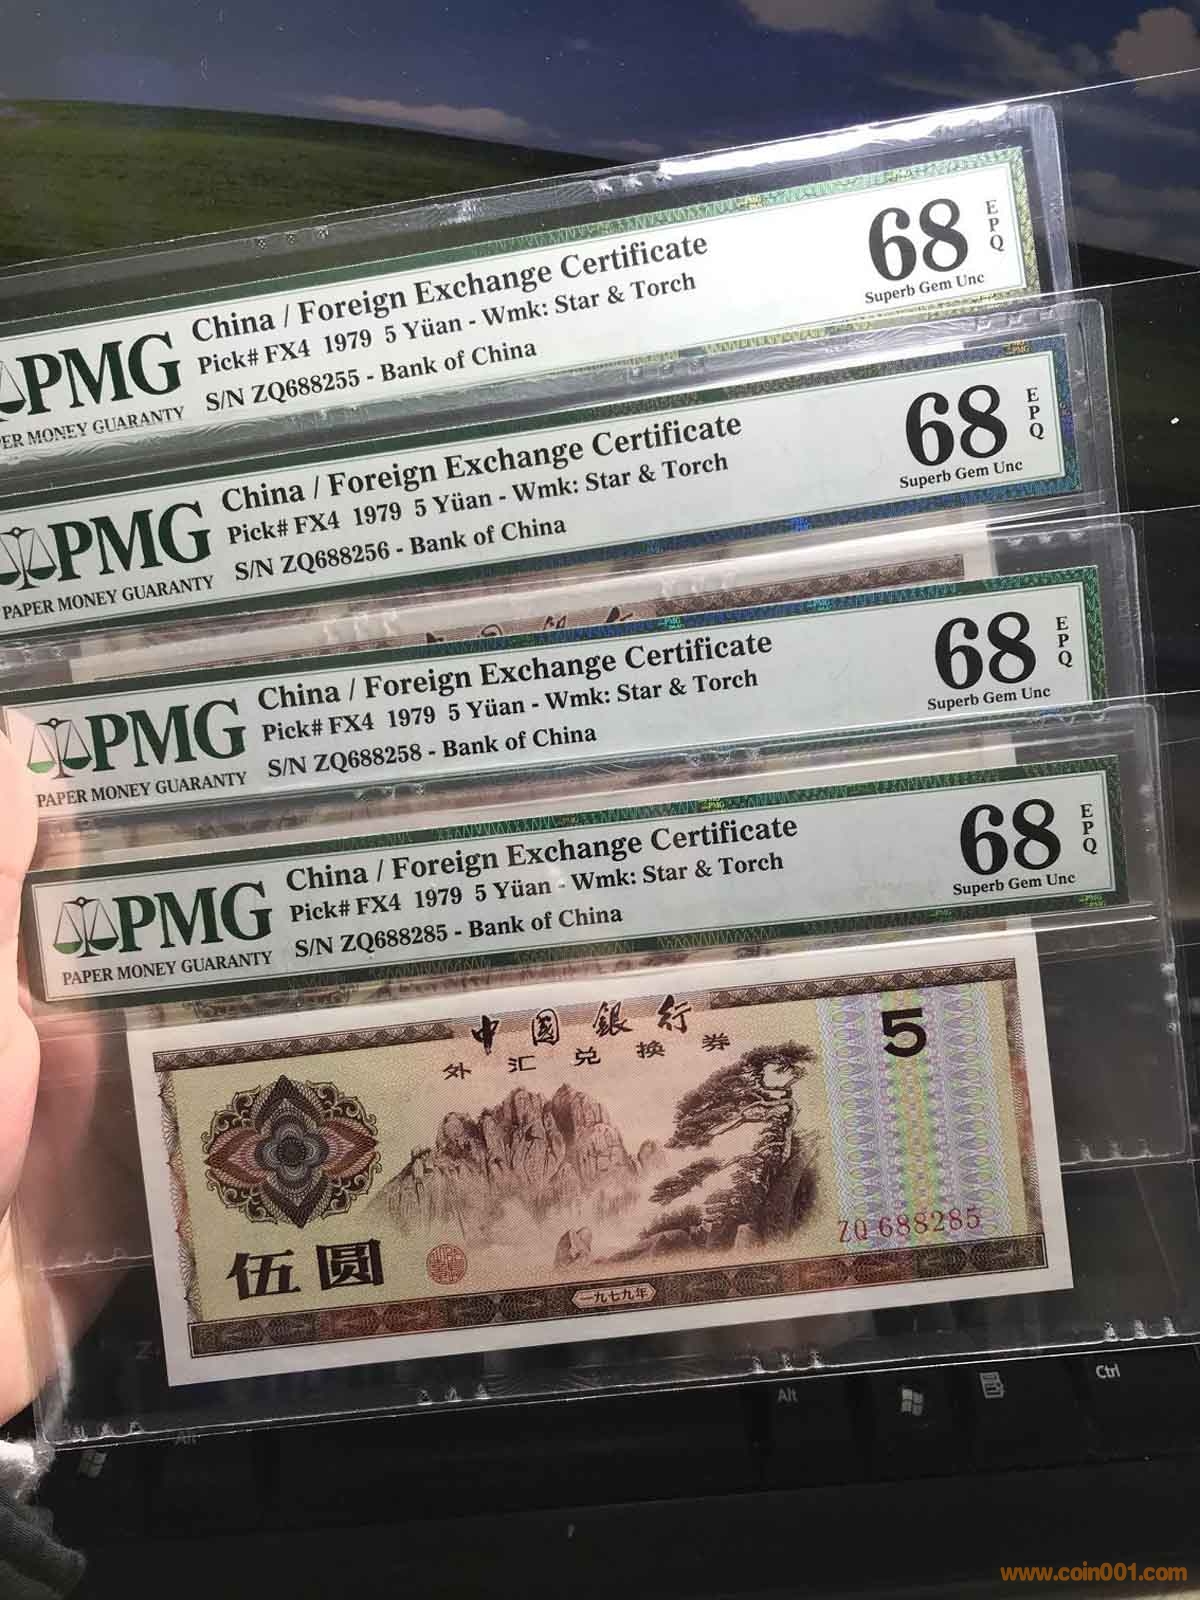 China / Foreign Exchange Certificate
Pick# FX4 1979 5 Yüan - Wmk: Star & Torch
S/N ZQ688255 - Bank of China
PMG
PER MONEY GUARANTY
68
EPQ
Superb Gem Unc
China / Foreign Exchange Certificate
Pick# FX4 1979 5 Yüan - Wmk: Star & Torch
S/N ZQ688256 - Bank of China
PMG
PAPER MONEY GUARANTY
68
EPQ
Superb Gem Unc
China / Foreign Exchange Certificate
Pick# FX4 1979 5 Yüan - Wmk: Star & Torch
S/N ZQ688258 - Bank of China
PMG
PAPER MONEY GUARANTY
68
EPQ
Superb Gem Unc
China / Foreign Exchange Certificate
Pick# FX4 1979 5 Yüan - Wmk: Star & Torch
S/N ZQ688285 - Bank of China
PMG
PAPER MONEY GUARANTY
68
EPQ
Superb Gem Unc
中國銀行
外汇兑换券
5
ZQ 688285
伍圆
一九七九年
Alt
Ctrl
Alt
www.coin001.com